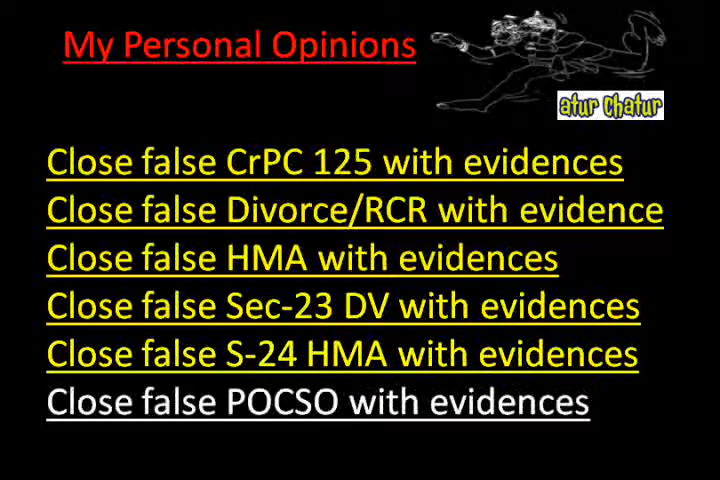 My Personal Opinions
atur chatur
Close false CrPC 125 with evidences
Close false Divorce/RCR with evidence
Close false HMA with evidences
Close false Sec-23 DV with evidences
Close false S-24 HMA with evidences
Close false POCSO with evidences